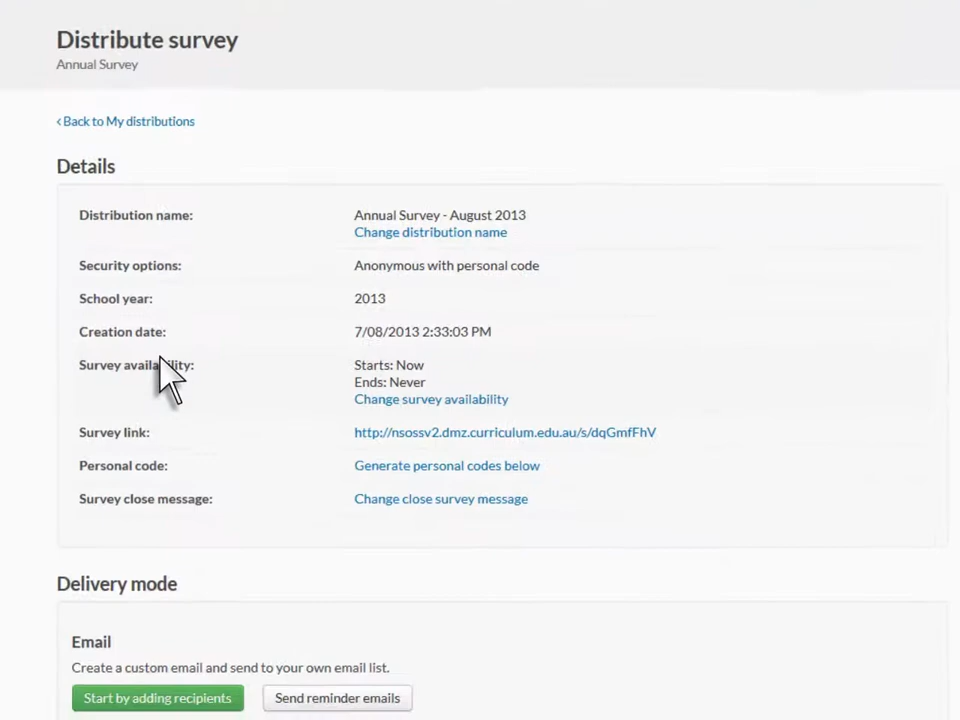 Distribute survey
Annual Survey
‹ Back to My distributions
Details
Distribution name: Annual Survey - August 2013
Change distribution name
Security options: Anonymous with personal code
School year: 2013
Creation date: 7/08/2013 2:33:03 PM
Survey availability: Starts: Now
Ends: Never
Change survey availability
Survey link: http://nsossv2.dmz.curriculum.edu.au/s/dqGmfFhV
Personal code: Generate personal codes below
Survey close message: Change close survey message
Delivery mode
Email
Create a custom email and send to your own email list.
Start by adding recipients Send reminder emails